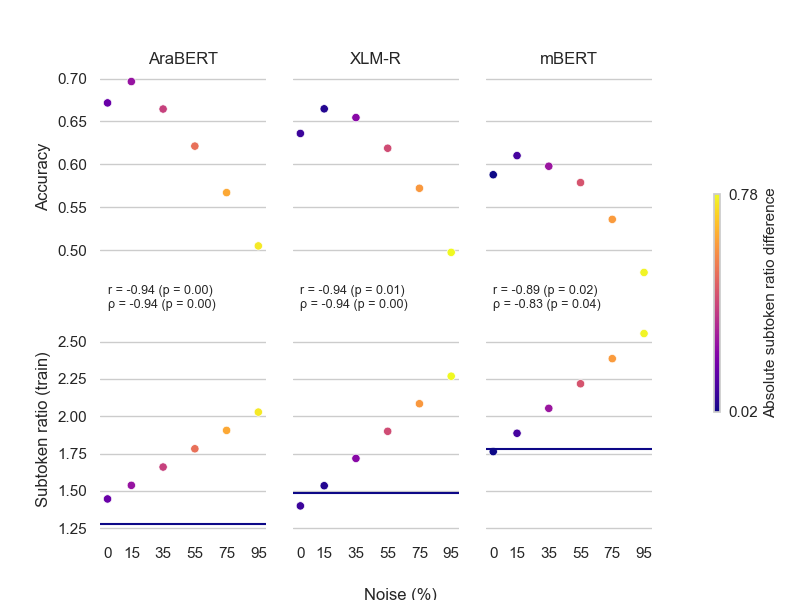 AraBERT XLM-R mBERT
0.70
0.65
0.60
0.55
0.50
Accuracy
r = -0.94 (p = 0.00)
ρ = -0.94 (p = 0.00)
r = -0.94 (p = 0.01)
ρ = -0.94 (p = 0.00)
r = -0.89 (p = 0.02)
ρ = -0.83 (p = 0.04)
2.50
2.25
2.00
1.75
1.50
1.25
Subtoken ratio (train)
0 15 35 55 75 95
0 15 35 55 75 95
0 15 35 55 75 95
Noise (%)
0.78
0.02
Absolute subtoken ratio difference